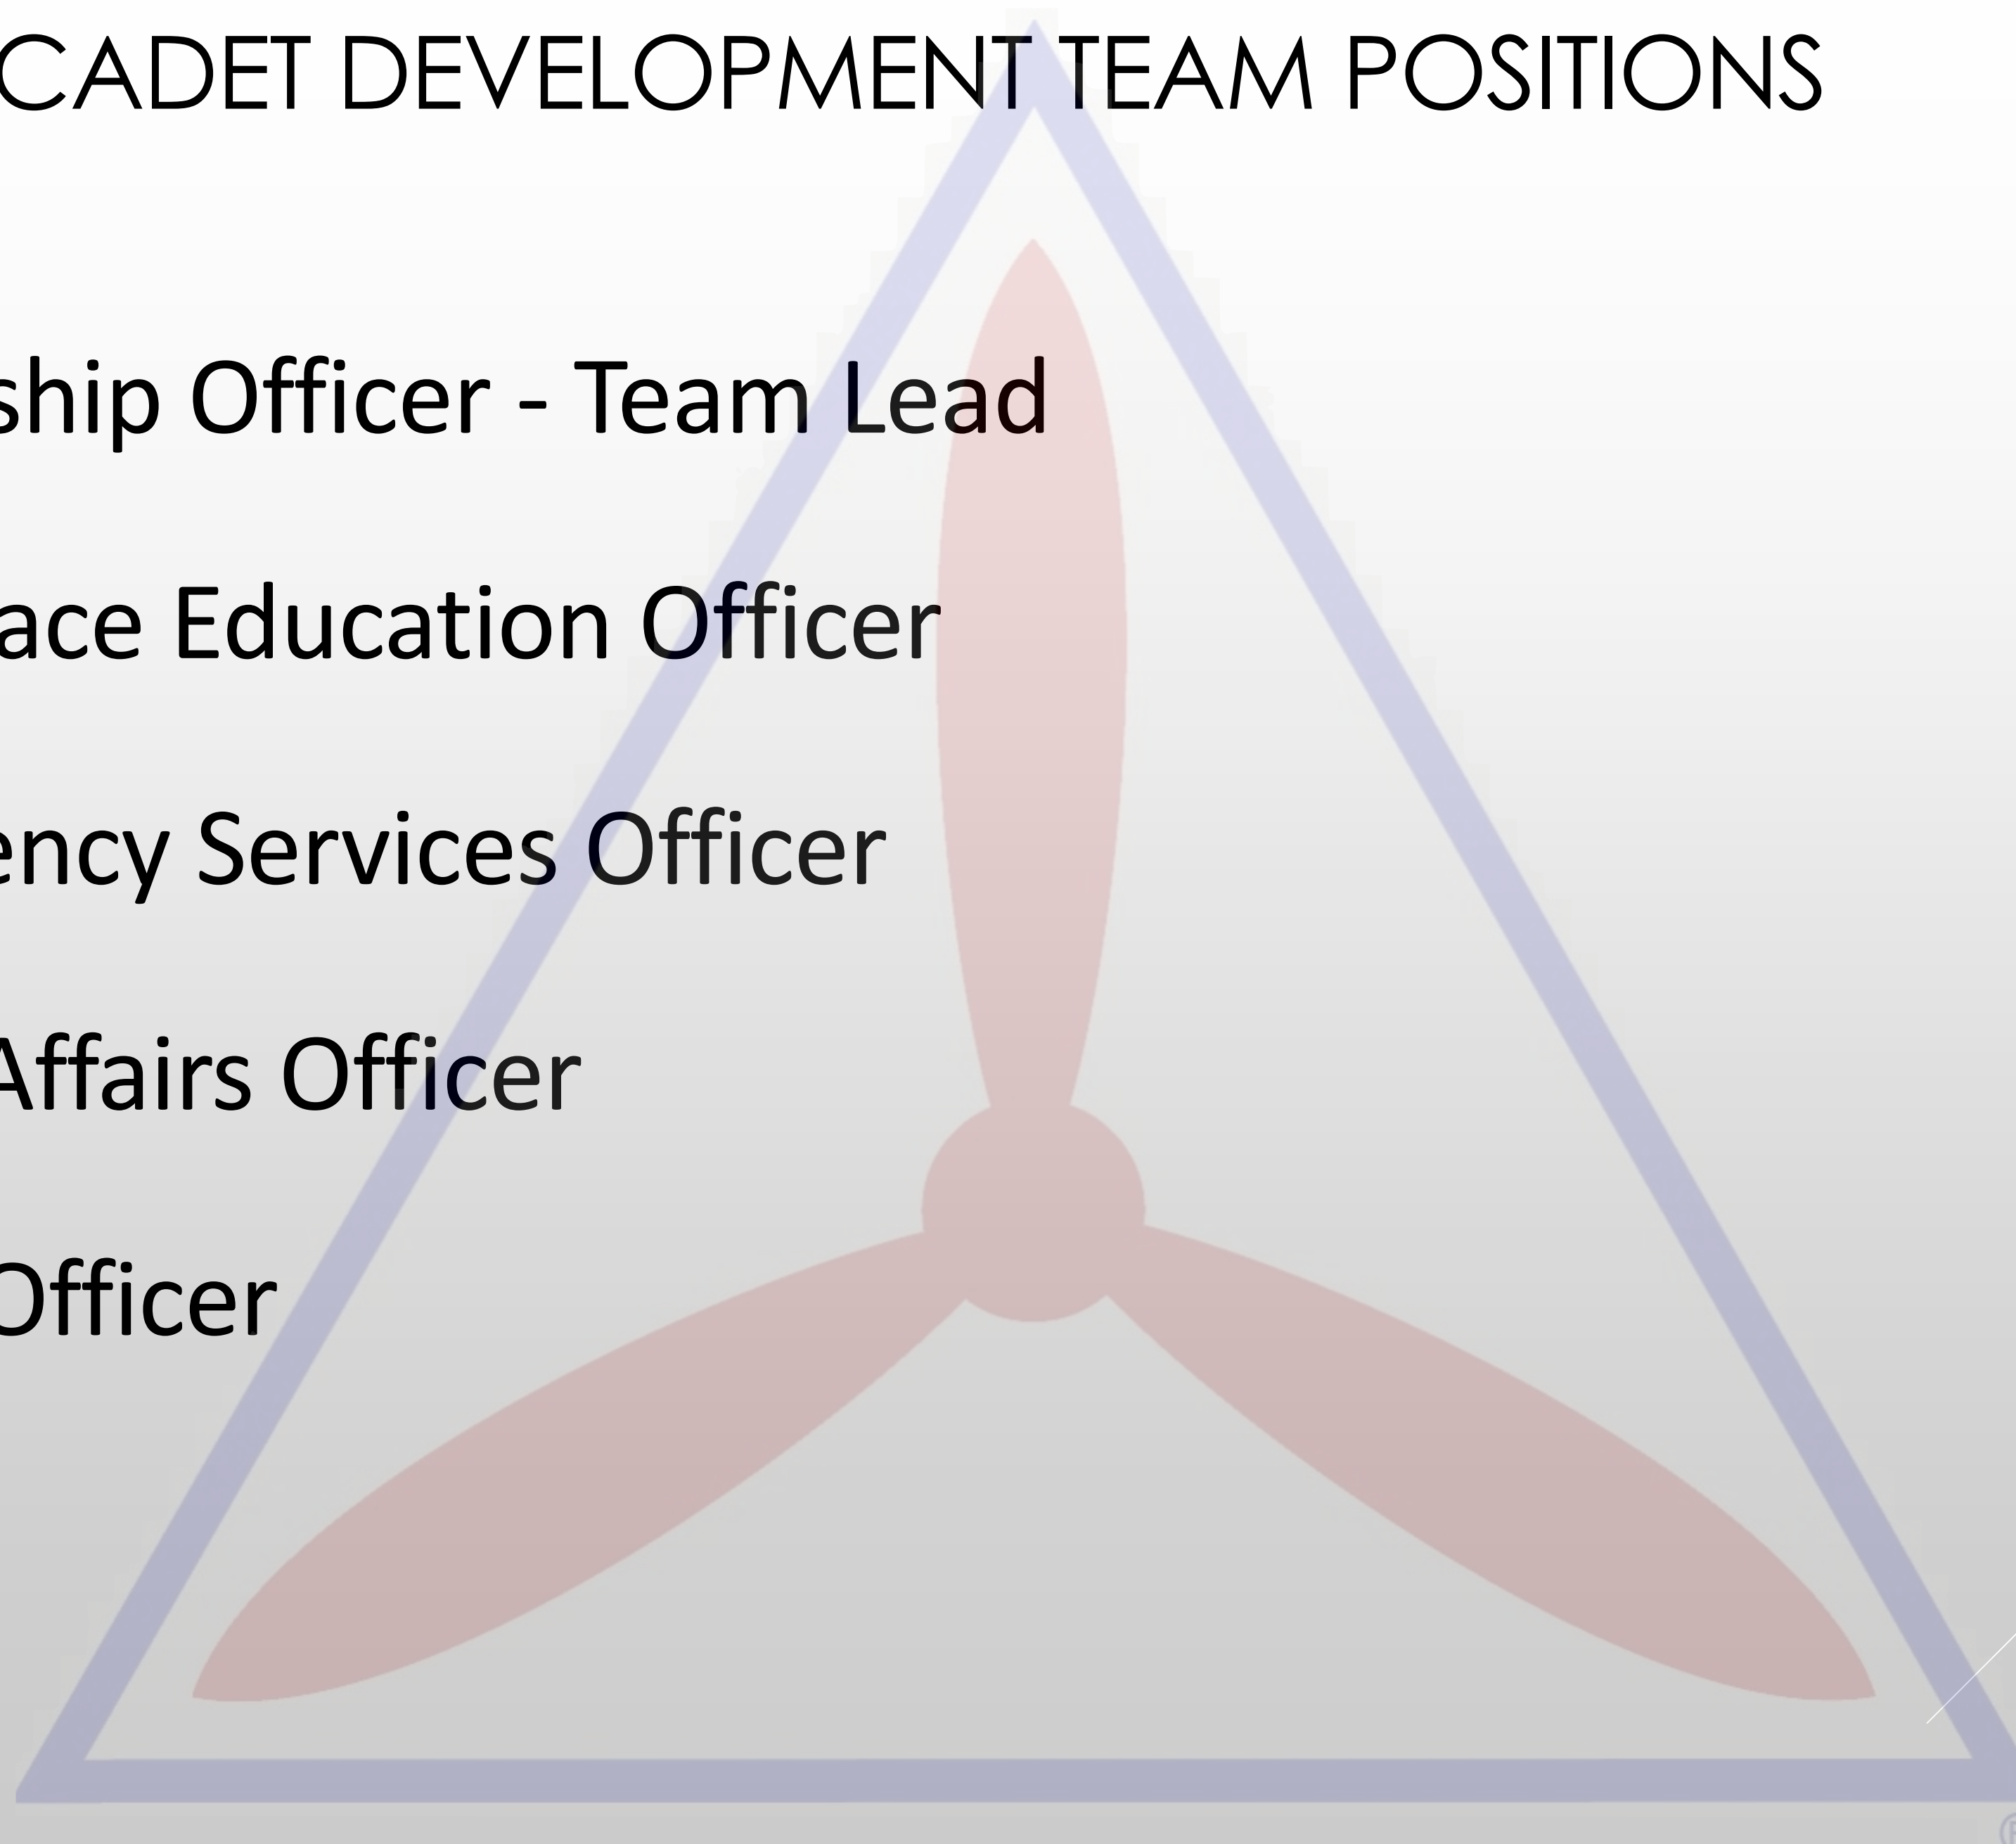 CADET DEVELOPMENT TEAM POSITIONS
ship Officer - Team Lead
ace Education Officer
ency Services Officer
Affairs Officer
Officer
®